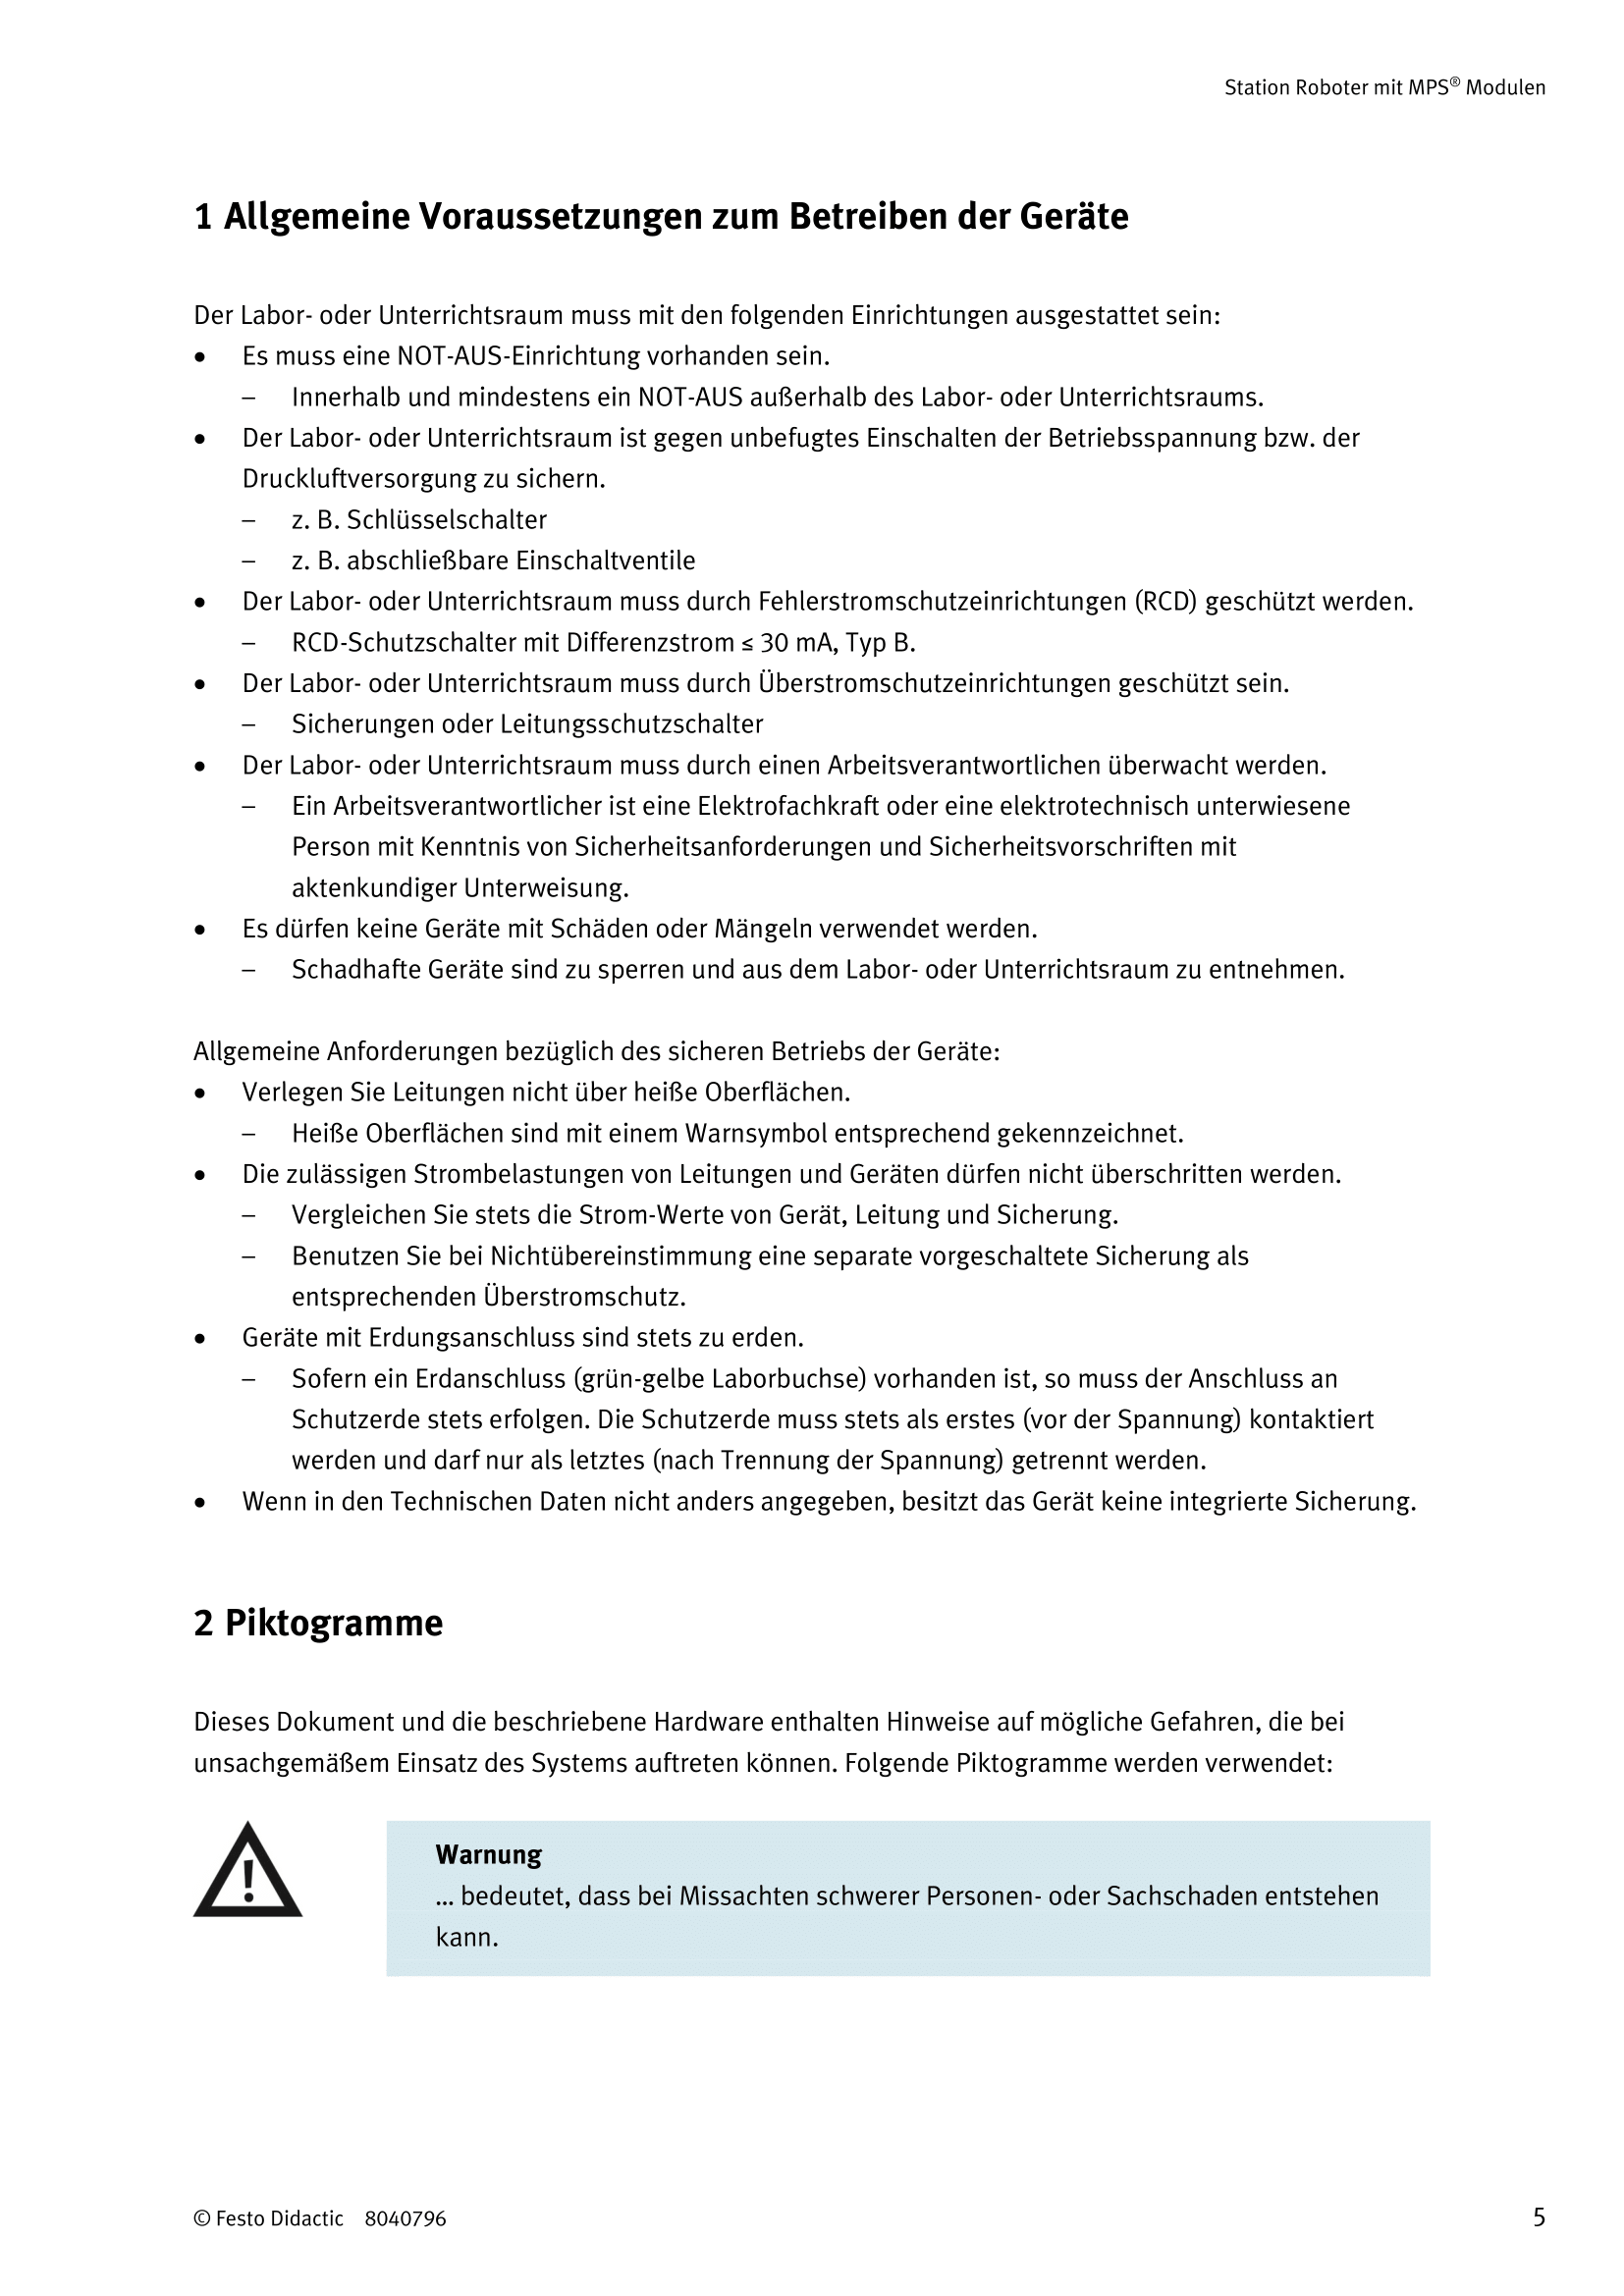 Station Roboter mit MPS® Modulen
1 Allgemeine Voraussetzungen zum Betreiben der Geräte
Der Labor- oder Unterrichtsraum muss mit den folgenden Einrichtungen ausgestattet sein:
• Es muss eine NOT-AUS-Einrichtung vorhanden sein.
– Innerhalb und mindestens ein NOT-AUS außerhalb des Labor- oder Unterrichtsraums.
• Der Labor- oder Unterrichtsraum ist gegen unbefugtes Einschalten der Betriebsspannung bzw. der
Druckluftversorgung zu sichern.
– z. B. Schlüsselschalter
– z. B. abschließbare Einschaltventile
• Der Labor- oder Unterrichtsraum muss durch Fehlerstromschutzeinrichtungen (RCD) geschützt werden.
– RCD-Schutzschalter mit Differenzstrom ≤ 30 mA, Typ B.
• Der Labor- oder Unterrichtsraum muss durch Überstromschutzeinrichtungen geschützt sein.
– Sicherungen oder Leitungsschutzschalter
• Der Labor- oder Unterrichtsraum muss durch einen Arbeitsverantwortlichen überwacht werden.
– Ein Arbeitsverantwortlicher ist eine Elektrofachkraft oder eine elektrotechnisch unterwiesene
Person mit Kenntnis von Sicherheitsanforderungen und Sicherheitsvorschriften mit
aktenkundiger Unterweisung.
• Es dürfen keine Geräte mit Schäden oder Mängeln verwendet werden.
– Schadhafte Geräte sind zu sperren und aus dem Labor- oder Unterrichtsraum zu entnehmen.
Allgemeine Anforderungen bezüglich des sicheren Betriebs der Geräte:
• Verlegen Sie Leitungen nicht über heiße Oberflächen.
– Heiße Oberflächen sind mit einem Warnsymbol entsprechend gekennzeichnet.
• Die zulässigen Strombelastungen von Leitungen und Geräten dürfen nicht überschritten werden.
– Vergleichen Sie stets die Strom-Werte von Gerät, Leitung und Sicherung.
– Benutzen Sie bei Nichtübereinstimmung eine separate vorgeschaltete Sicherung als
entsprechenden Überstromschutz.
• Geräte mit Erdungsanschluss sind stets zu erden.
– Sofern ein Erdanschluss (grün-gelbe Laborbuchse) vorhanden ist, so muss der Anschluss an
Schutzerde stets erfolgen. Die Schutzerde muss stets als erstes (vor der Spannung) kontaktiert
werden und darf nur als letztes (nach Trennung der Spannung) getrennt werden.
• Wenn in den Technischen Daten nicht anders angegeben, besitzt das Gerät keine integrierte Sicherung.
2 Piktogramme
Dieses Dokument und die beschriebene Hardware enthalten Hinweise auf mögliche Gefahren, die bei
unsachgemäßem Einsatz des Systems auftreten können. Folgende Piktogramme werden verwendet:
Warnung
… bedeutet, dass bei Missachten schwerer Personen- oder Sachschaden entstehen
kann.
© Festo Didactic 8040796
5